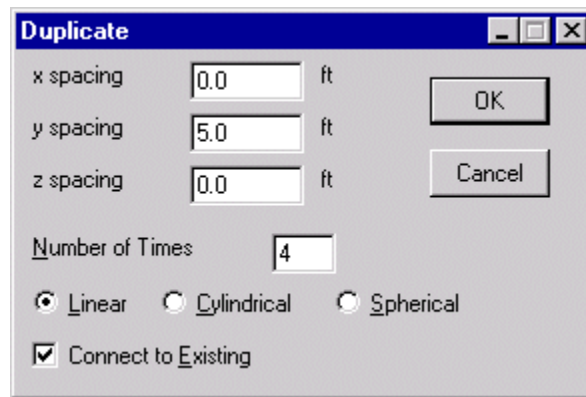 Duplicate
x spacing 0.0 ft
OK
y spacing 5.0 ft
z spacing 0.0 ft
Cancel
Number of Times 4
Linear Cylindrical Spherical
Connect to Existing